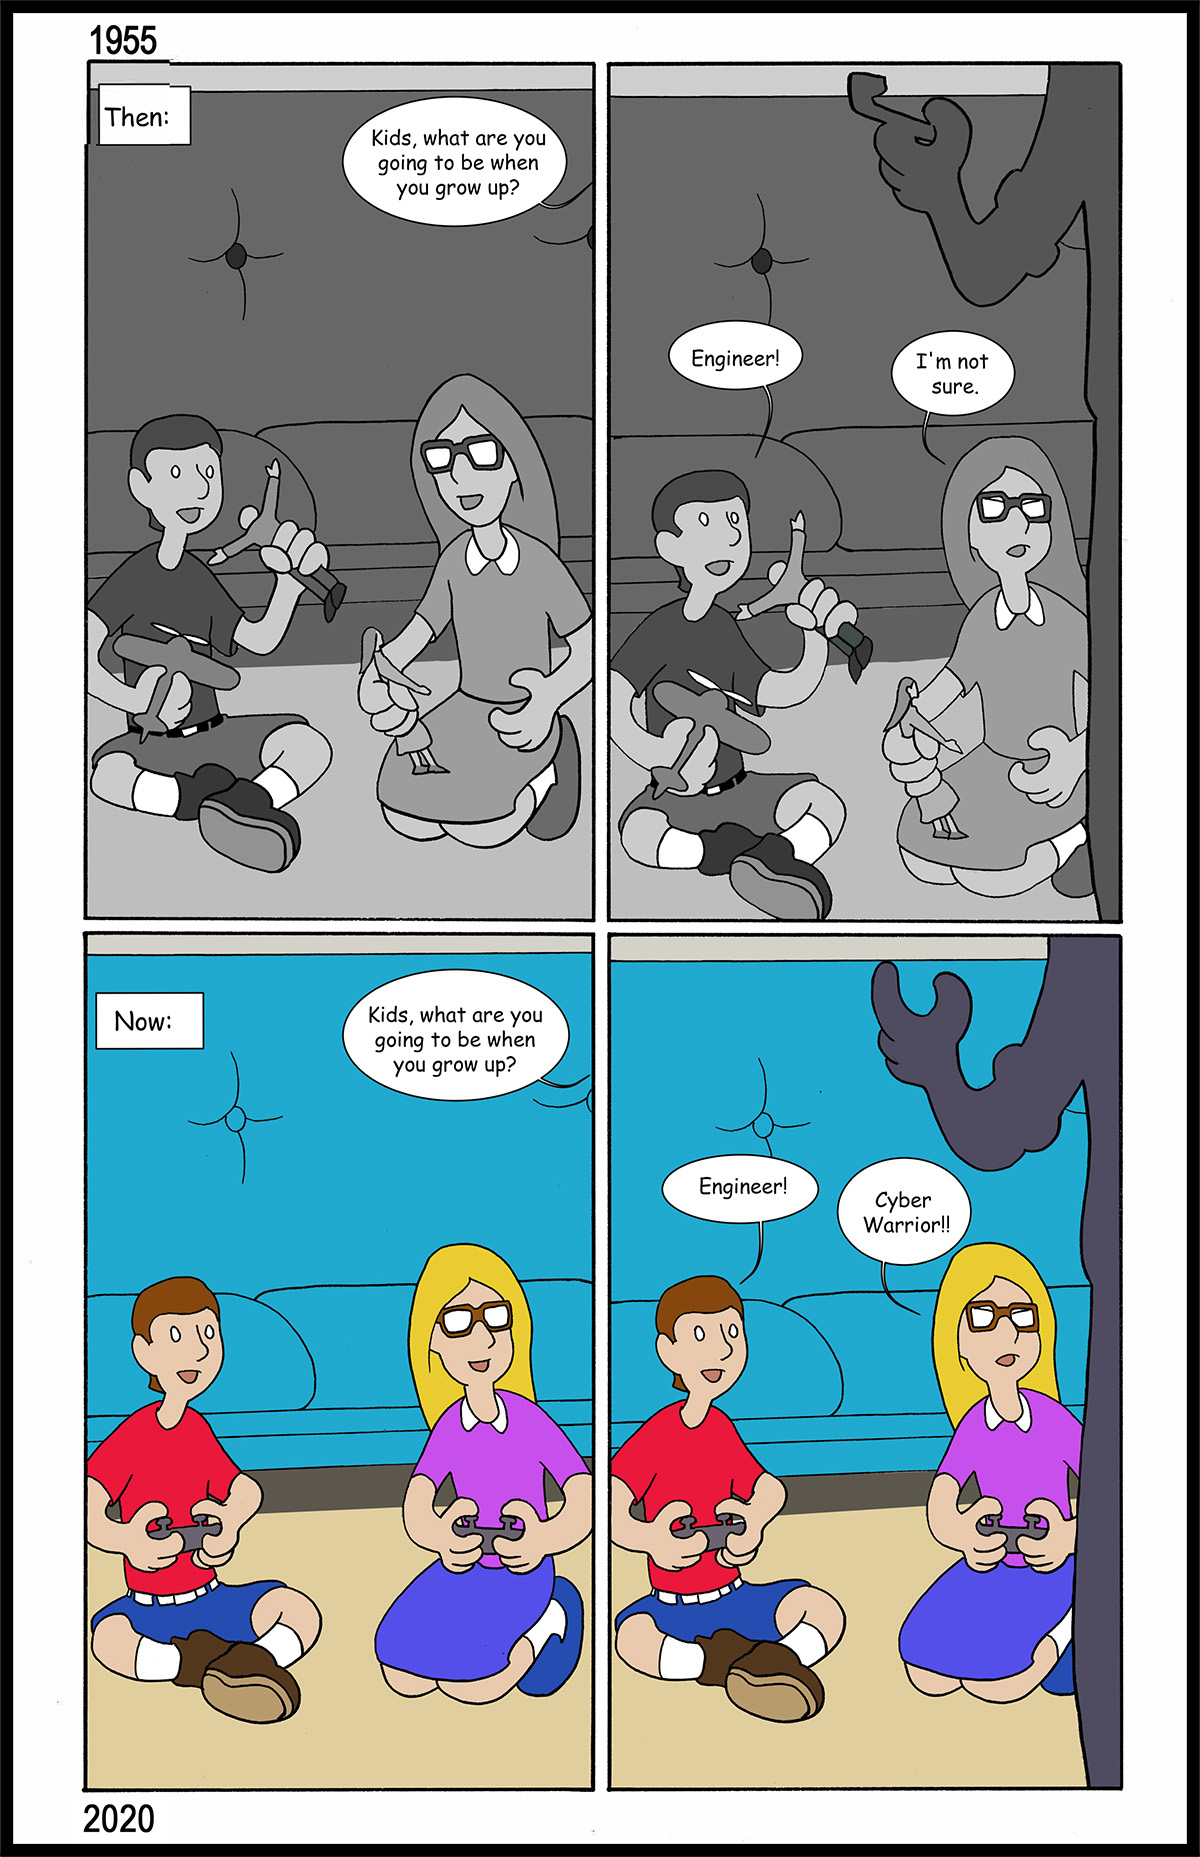 1955
Then:
Kids, what are you
going to be when
you grow up?
Engineer!
I'm not
sure.
Now:
Kids, what are you
going to be when
you grow up?
Engineer!
Cyber
Warrior!!
2020